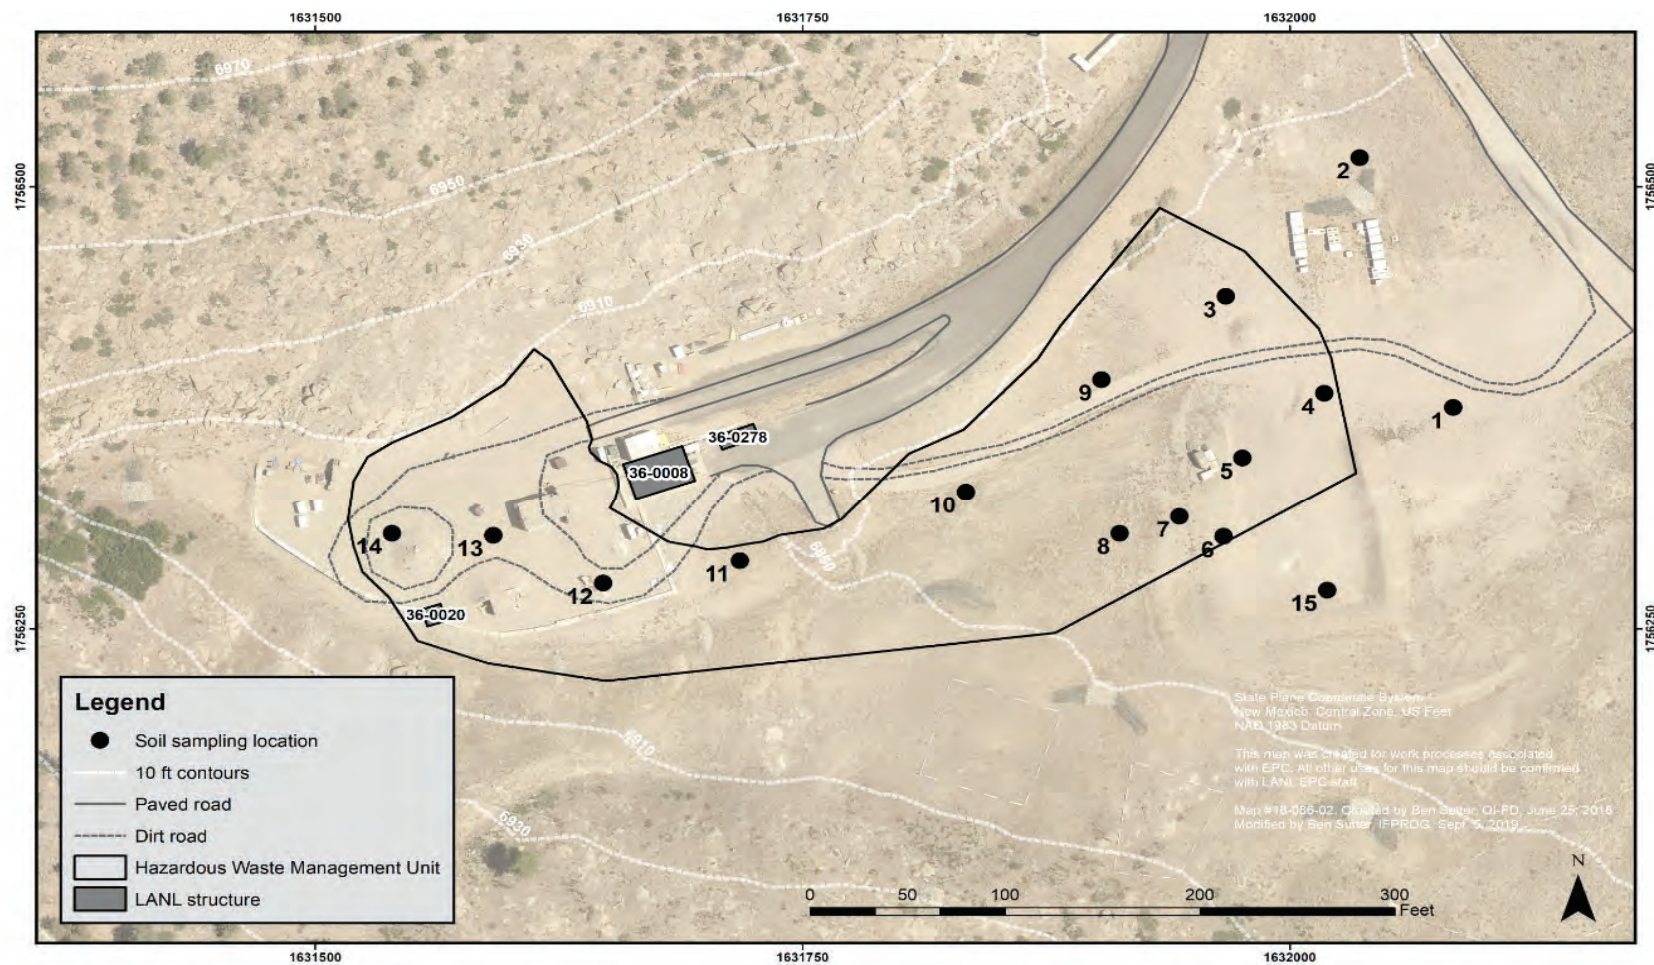 1631500 1631750 1632000
6970
2
1756500 1756500
6950
6930
3
6910
9
4
1
36-0278
36-0008
5
10
7
14 13 8 6
11 6890
12
15
36-0020
1756250 1756250
Legend
Soil sampling location
10 ft contours
Paved road
Dirt road
Hazardous Waste Management Unit
LANL structure
6910
6930
State Plane Coordinate System
New Mexico, Central Zone, US Feet
NAD 1983 Datum
This map was created for work processes associated
with EPC. All other uses for this map should be confirmed
with LANL EPC staff.
Map #18-086-02. Created by Ben Sutter, June 25,
Modified by Ben Sutter, IFPROG, Sept. 5, 2019
N
0 50 100 200 300
Feet
1631500 1631750 1632000